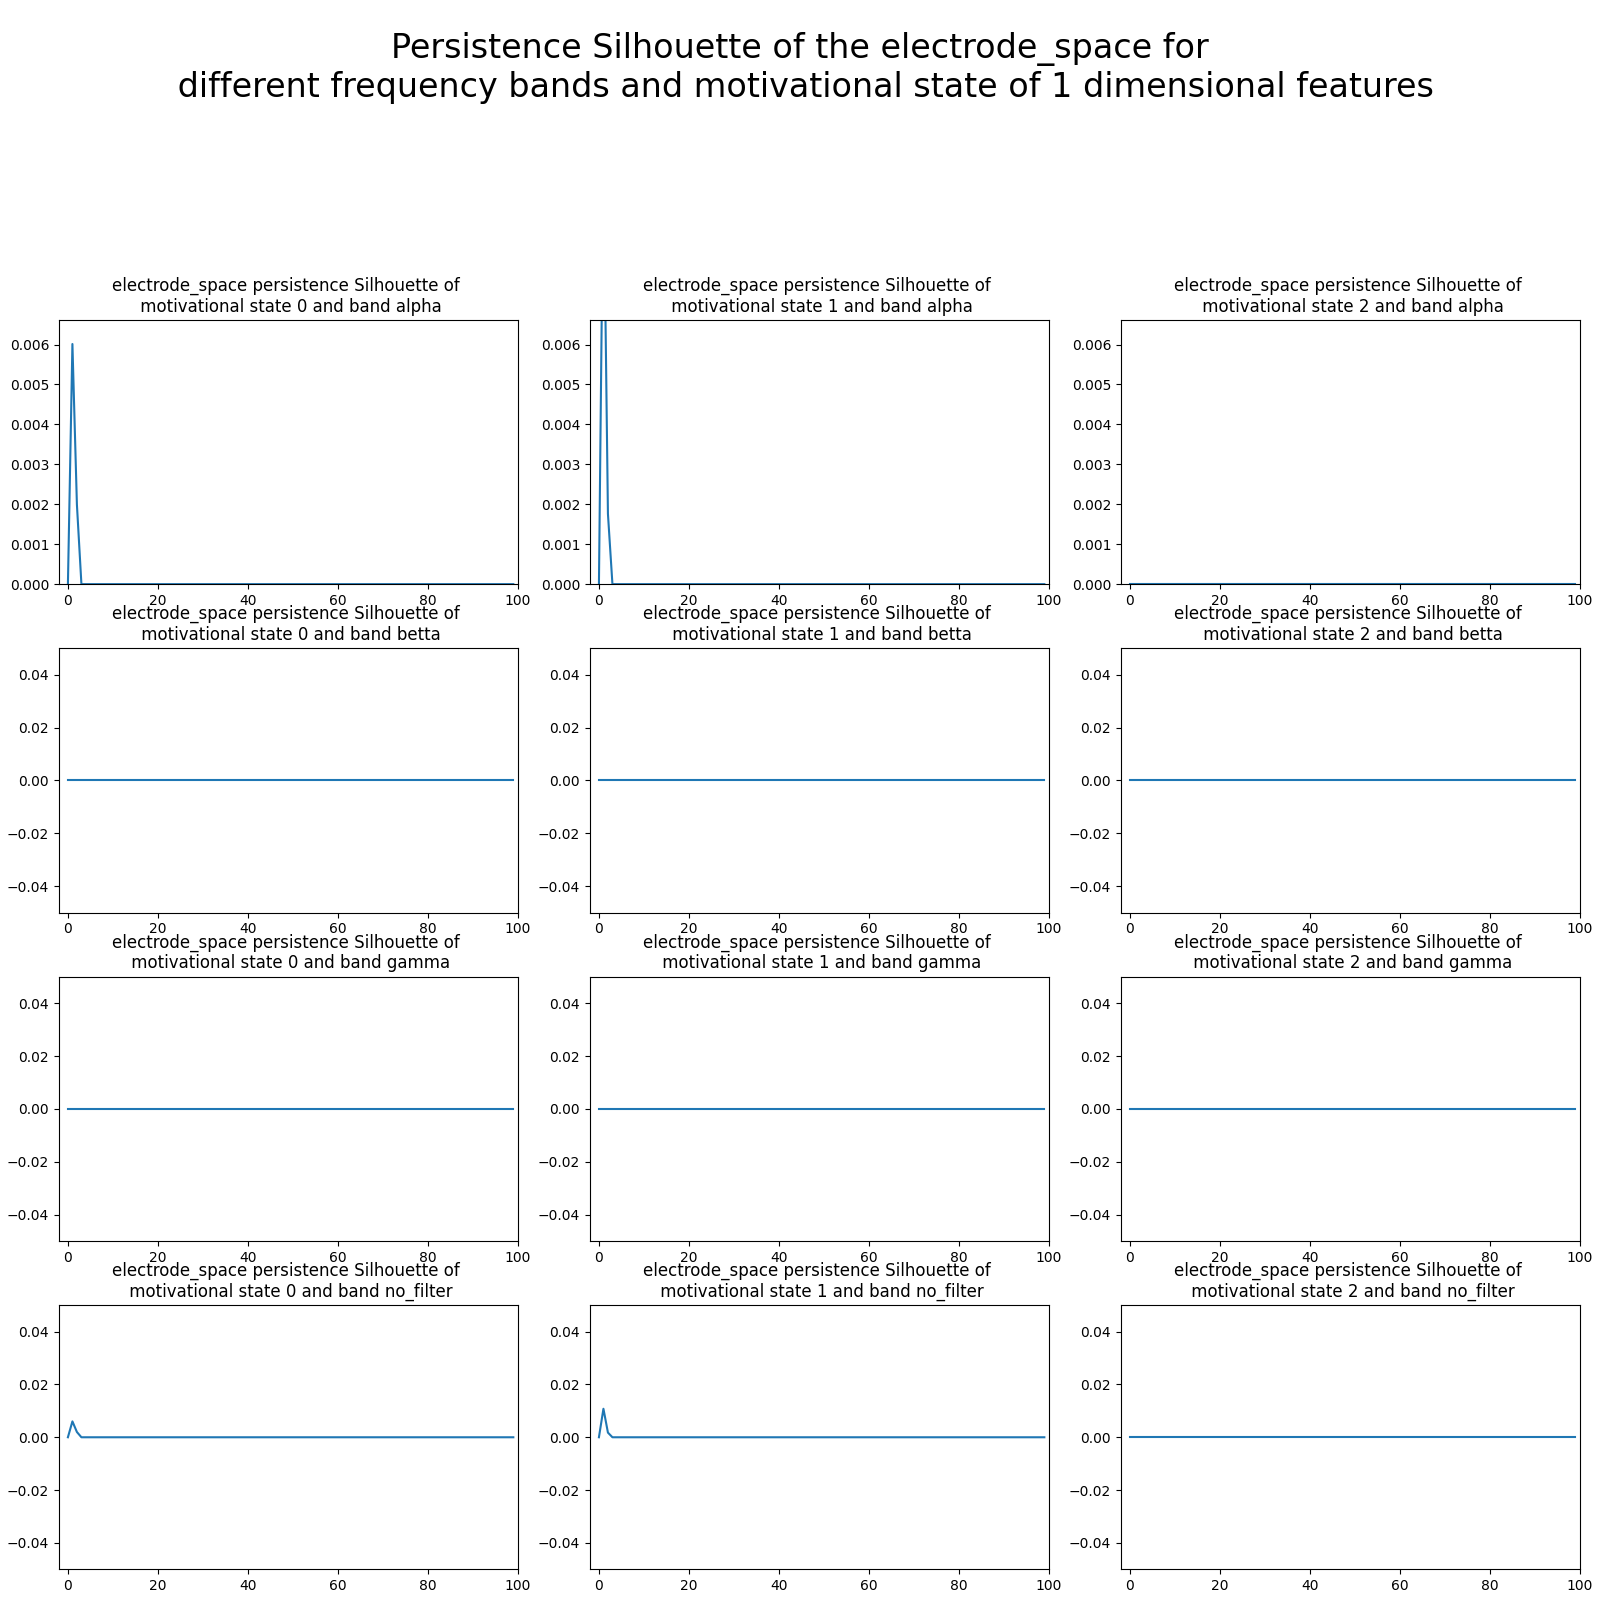 Persistence Silhouette of the electrode_space for
different frequency bands and motivational state of 1 dimensional features
electrode_space persistence Silhouette of
motivational state 0 and band alpha
0.006
0.005
0.004
0.003
0.002
0.001
0.000
0 20 40 60 80 100
electrode_space persistence Silhouette of
motivational state 1 and band alpha
0.006
0.005
0.004
0.003
0.002
0.001
0.000
0 20 40 60 80 100
electrode_space persistence Silhouette of
motivational state 2 and band alpha
0.006
0.005
0.004
0.003
0.002
0.001
0.000
0 20 40 60 80 100
electrode_space persistence Silhouette of
motivational state 0 and band betta
0.04
0.02
0.00
−0.02
−0.04
0 20 40 60 80 100
electrode_space persistence Silhouette of
motivational state 1 and band betta
0.04
0.02
0.00
−0.02
−0.04
0 20 40 60 80 100
electrode_space persistence Silhouette of
motivational state 2 and band betta
0.04
0.02
0.00
−0.02
−0.04
0 20 40 60 80 100
electrode_space persistence Silhouette of
motivational state 0 and band gamma
0.04
0.02
0.00
−0.02
−0.04
0 20 40 60 80 100
electrode_space persistence Silhouette of
motivational state 1 and band gamma
0.04
0.02
0.00
−0.02
−0.04
0 20 40 60 80 100
electrode_space persistence Silhouette of
motivational state 2 and band gamma
0.04
0.02
0.00
−0.02
−0.04
0 20 40 60 80 100
electrode_space persistence Silhouette of
motivational state 0 and band no_filter
0.04
0.02
0.00
−0.02
−0.04
0 20 40 60 80 100
electrode_space persistence Silhouette of
motivational state 1 and band no_filter
0.04
0.02
0.00
−0.02
−0.04
0 20 40 60 80 100
electrode_space persistence Silhouette of
motivational state 2 and band no_filter
0.04
0.02
0.00
−0.02
−0.04
0 20 40 60 80 100